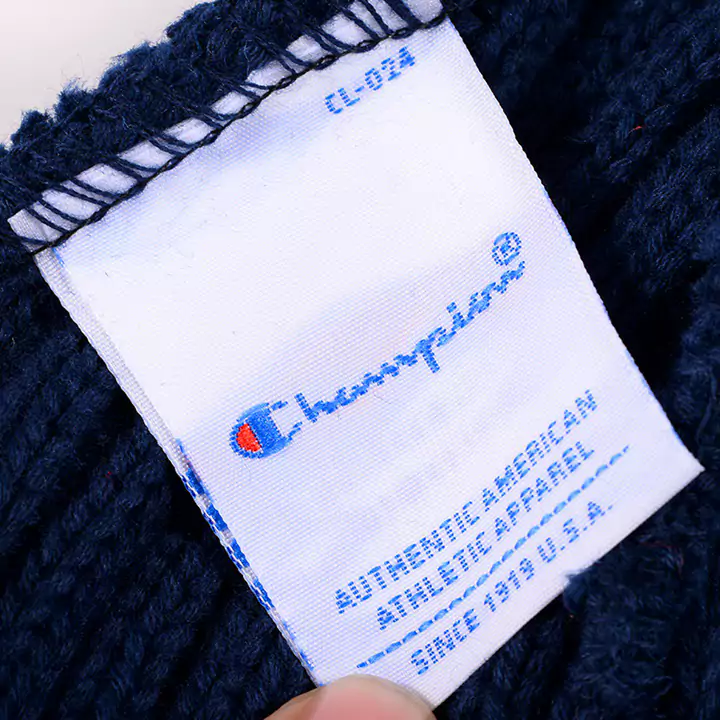 CL-024
Champion®
AUTHENTIC AMERICAN
ATHLETIC APPAREL
SINCE 1919 U.S.A.